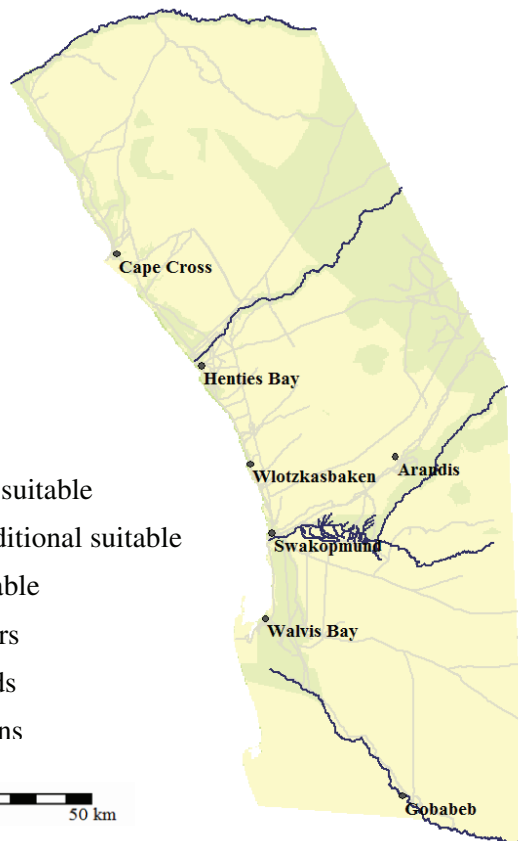 Cape Cross
Henties Bay
Wlotzkasbaken
Arandis
Swakopmund
Walvis Bay
Gobabeb
suitable
ditional suitable
able
rs
ds
ns
50 km